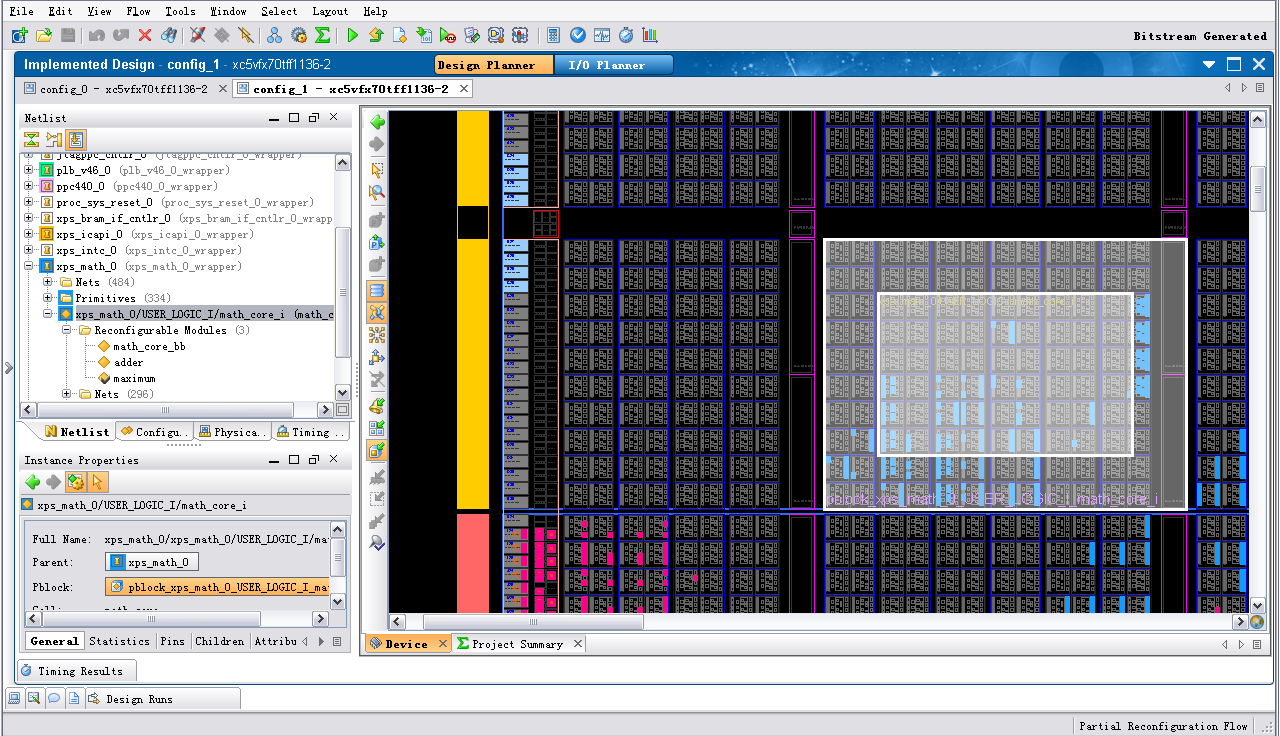 File Edit View Flow Tools Window Select Layout Help
Bitstream Generated
Implemented Design - config_1 - xc5vfx70tff1136-2
Design Planner
I/O Planner
config_0 - xc5vfx70tff1136-2
config_1 - xc5vfx70tff1136-2
Netlist
jtagppc_cntlr_0 (jtagppc_cntlr_0_wrapper)
plb_v46_0 (plb_v46_0_wrapper)
ppc440_0 (ppc440_0_wrapper)
proc_sys_reset_0 (proc_sys_reset_0_wrapper)
xps_bram_if_cntlr_0 (xps_bram_if_cntlr_0_wrapp
xps_icapi_0 (xps_icapi_0_wrapper)
xps_intc_0 (xps_intc_0_wrapper)
xps_math_0 (xps_math_0_wrapper)
Nets (484)
Primitives (334)
xps_math_0/USER_LOGIC_I/math_core_i (math_c
Reconfigurable Modules (3)
math_core_bb
adder
maximum
Nets (296)
Netlist
Configu..
Physica..
Timing ..
Instance Properties
xps_math_0/USER_LOGIC_I/math_core_i
Full Name: xps_math_0/xps_math_0/USER_LOGIC_I/ma
Parent: xps_math_0
Pblock: pblock_xps_math_0_USER_LOGIC_I_ma
General Statistics Pins Children Attribu
pblock_xps_math_0_USER_LOGIC_I_math_core_i
Device
Project Summary
Timing Results
Design Runs
Partial Reconfiguration Flow